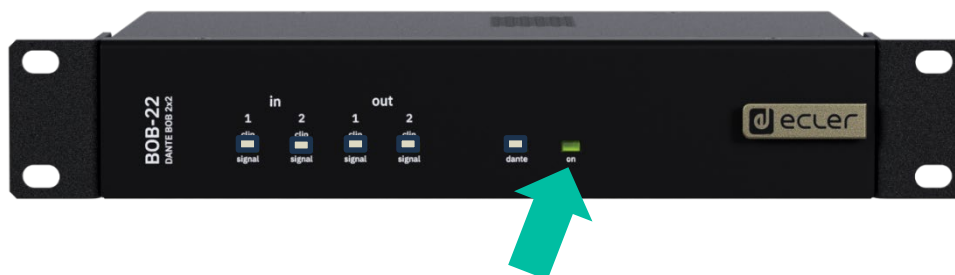 BOB-22
DANTE BOB 2x2
in out
1 2 1 2
clip clip clip clip
signal signal signal signal dante on
ecler